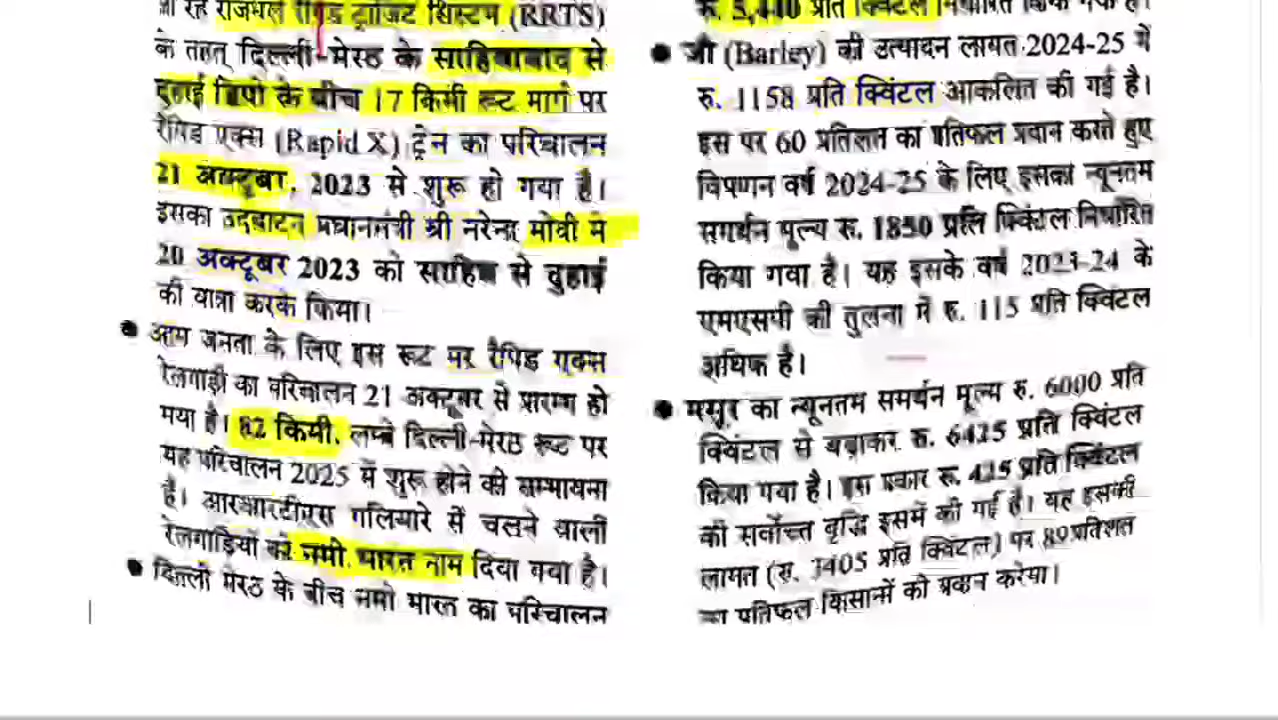 जा रहे रीजनल रैपिड ट्रांजिट सिस्टम (RRTS)
के तहत् दिल्ली-मेरठ के साहिबाबाद से
दुहाई डिपो के बीच 17 किमी रूट मार्ग पर
रैपिड एक्स (Rapid X) ट्रेन का परिचालन
21 अक्टूबर, 2023 से शुरू हो गया है।
इसका उद्घाटन प्रधानमंत्री श्री नरेन्द्र मोदी ने
20 अक्टूबर 2023 को साहिब से दुहाई
की यात्रा करके किया।
● आम जनता के लिए इस रूट पर रैपिड एक्स
रेलगाड़ी का परिचालन 21 अक्टूबर से प्रारम्भ हो
गया है। 82 किमी. लम्बे दिल्ली-मेरठ रूट पर
यह परिचालन 2025 में शुरू होने की सम्भावना
है। आरआरटीएस गलियारे में चलने वाली
रेलगाड़ियों को नमो भारत नाम दिया गया है।
● दिल्ली मेरठ के बीच नमो भारत का परिचालन
प्रति क्विंटल निर्धारित किया गया है।
● जौ (Barley) की उत्पादन लागत 2024-25 में
रु. 1158 प्रति क्विंटल आकलित की गई है।
इस पर 60 प्रतिशत का प्रतिफल प्रदान करते हुए
विपणन वर्ष 2024-25 के लिए इसका न्यूनतम
समर्थन मूल्य रु. 1850 प्रति क्विंटल निर्धारित
किया गया है। यह इसके वर्ष 2023-24 के
एमएसपी की तुलना में रु. 115 प्रति क्विंटल
अधिक है।
● मसूर का न्यूनतम समर्थन मूल्य रु. 6000 प्रति
क्विंटल से बढ़ाकर रु. 6425 प्रति क्विंटल
किया गया है। इस प्रकार रु. 425 प्रति क्विंटल
की सर्वोच्च वृद्धि इसमें की गई है। यह इसकी
लागत (रु. 3405 प्रति क्विंटल) पर 89 प्रतिशत
का प्रतिफल किसानों को प्रदान करेगा।